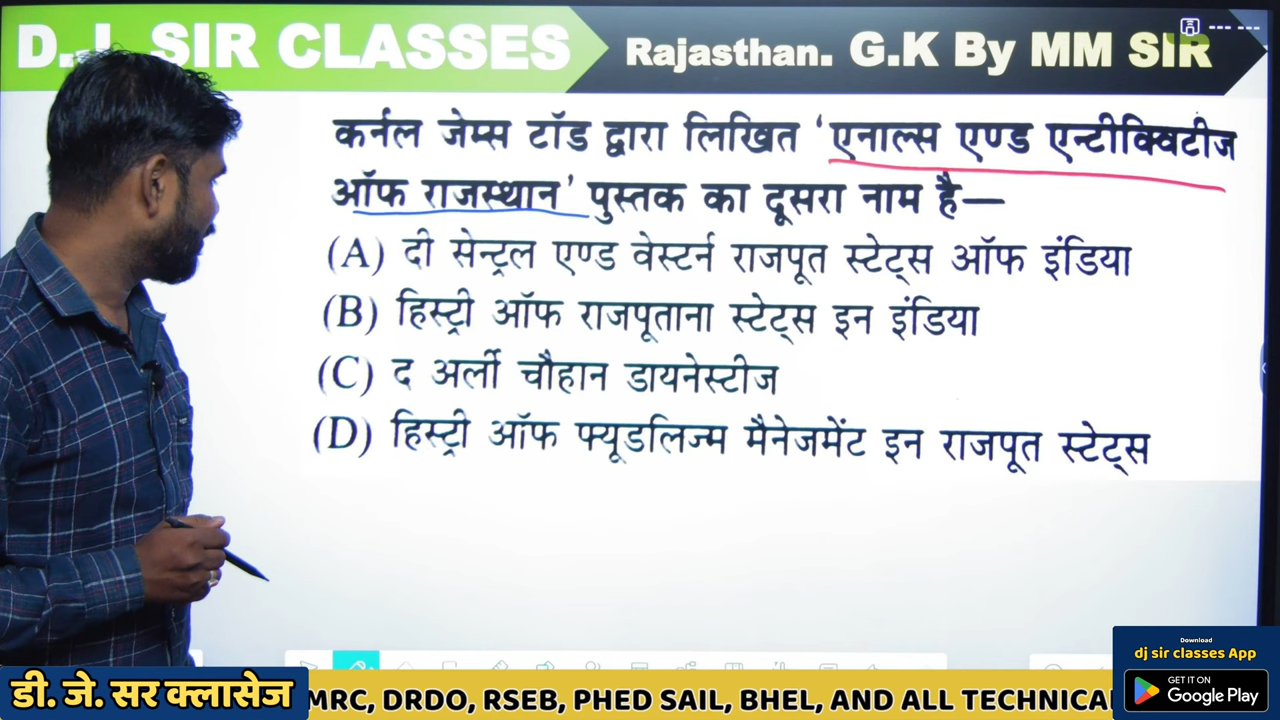 D.J. SIR CLASSES
Rajasthan. G.K By MM SIR
कर्नल जेम्स टॉड द्वारा लिखित ‘एनाल्स एण्ड एन्टीक्विटीज
ऑफ राजस्थान’ पुस्तक का दूसरा नाम है—
(A) दी सेन्ट्रल एण्ड वेस्टर्न राजपूत स्टेट्स ऑफ इंडिया
(B) हिस्ट्री ऑफ राजपूताना स्टेट्स इन इंडिया
(C) द अर्ली चौहान डायनेस्टीज
(D) हिस्ट्री ऑफ फ्यूडलिज्म मैनेजमेंट इन राजपूत स्टेट्स
Download
dj sir classes App
GET IT ON
Google Play
डी. जे. सर क्लासेज
MRC, DRDO, RSEB, PHED SAIL, BHEL, AND ALL TECHNICA